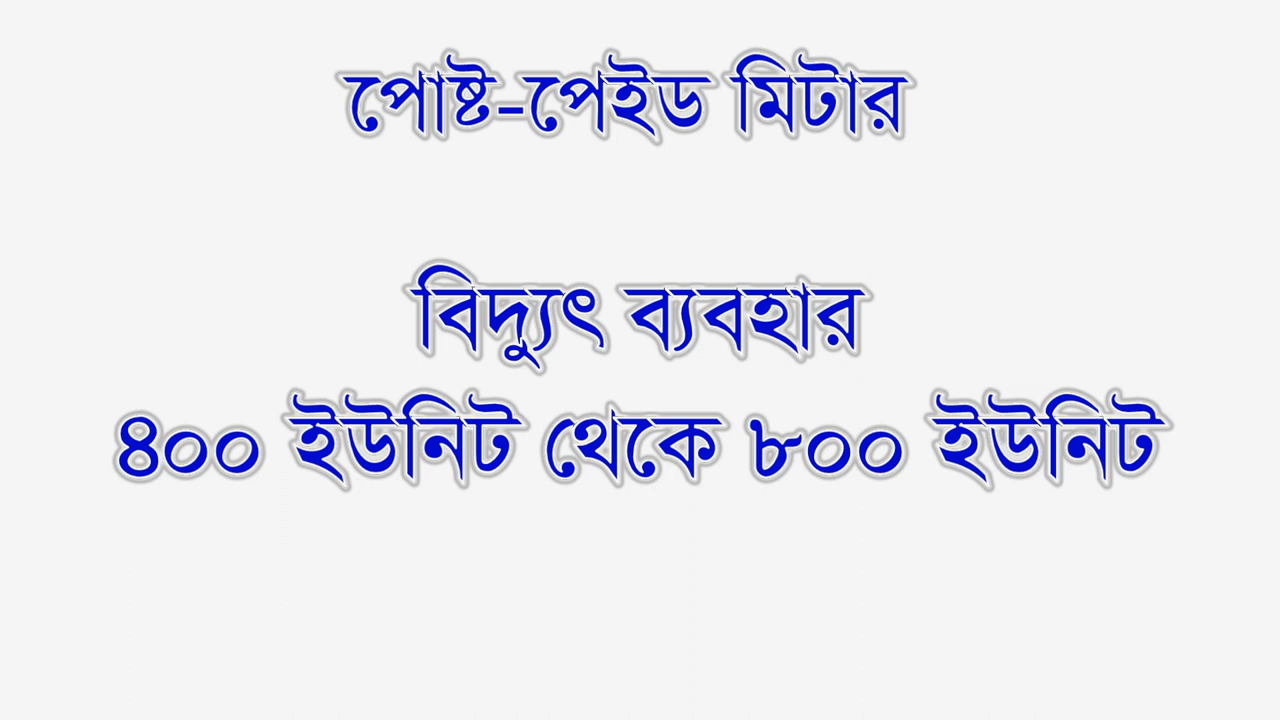 পোষ্ট-পেইড মিটার
বিদ্যুৎ ব্যবহার
৪০০ ইউনিট থেকে ৮০০ ইউনিট